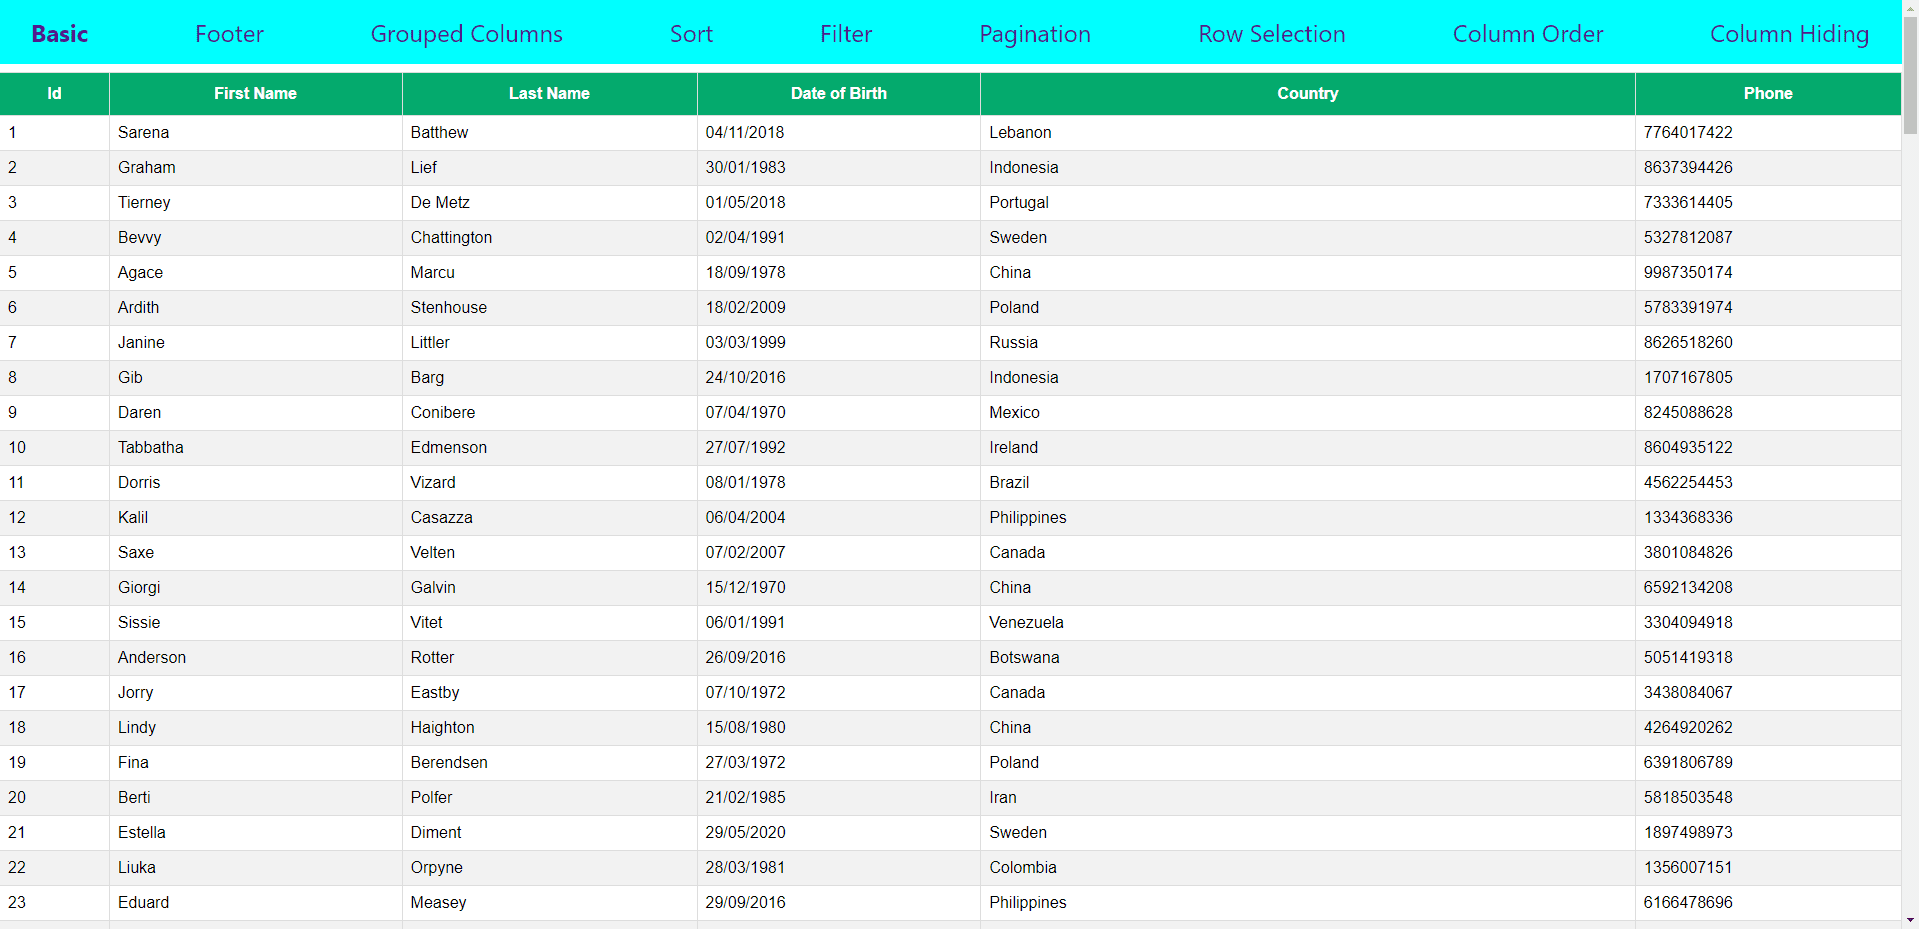 Basic Footer Grouped Columns Sort Filter Pagination Row Selection Column Order Column Hiding
Id First Name Last Name Date of Birth Country Phone
1 Sarena Batthew 04/11/2018 Lebanon 7764017422
2 Graham Lief 30/01/1983 Indonesia 8637394426
3 Tierney De Metz 01/05/2018 Portugal 7333614405
4 Bevvy Chattington 02/04/1991 Sweden 5327812087
5 Agace Marcu 18/09/1978 China 9987350174
6 Ardith Stenhouse 18/02/2009 Poland 5783391974
7 Janine Littler 03/03/1999 Russia 8626518260
8 Gib Barg 24/10/2016 Indonesia 1707167805
9 Daren Conibere 07/04/1970 Mexico 8245088628
10 Tabbatha Edmenson 27/07/1992 Ireland 8604935122
11 Dorris Vizard 08/01/1978 Brazil 4562254453
12 Kalil Casazza 06/04/2004 Philippines 1334368336
13 Saxe Velten 07/02/2007 Canada 3801084826
14 Giorgi Galvin 15/12/1970 China 6592134208
15 Sissie Vitet 06/01/1991 Venezuela 3304094918
16 Anderson Rotter 26/09/2016 Botswana 5051419318
17 Jorry Eastby 07/10/1972 Canada 3438084067
18 Lindy Haighton 15/08/1980 China 4264920262
19 Fina Berendsen 27/03/1972 Poland 6391806789
20 Berti Polfer 21/02/1985 Iran 5818503548
21 Estella Diment 29/05/2020 Sweden 1897498973
22 Liuka Orpyne 28/03/1981 Colombia 1356007151
23 Eduard Measey 29/09/2016 Philippines 6166478696